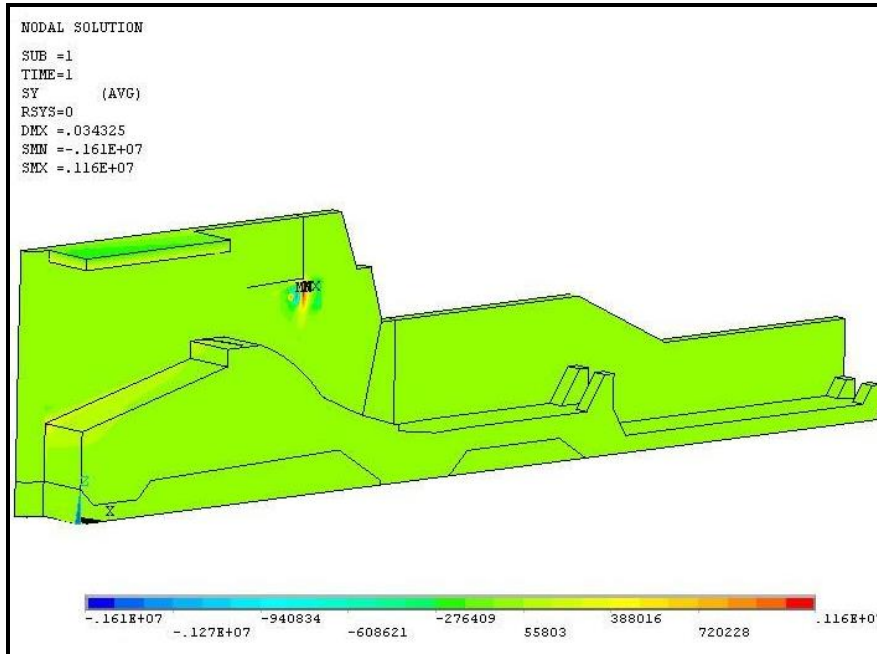 NODAL SOLUTION
SUB =1
TIME=1
SY (AVG)
RSYS=0
DMX =.034325
SMN =-.161E+07
SMX =.116E+07
MX
Z
X
-.161E+07 -940834 -276409 388016 .116E+07
-.127E+07 -608621 55803 720228